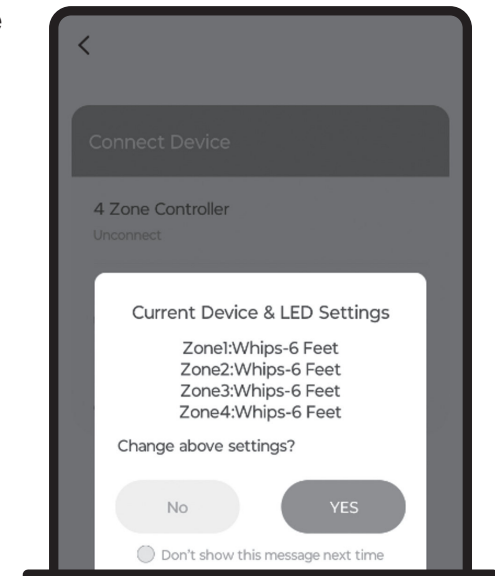 e
Connect Device
4 Zone Controller
Unconnect
Current Device & LED Settings
Zone1:Whips-6 Feet
Zone2:Whips-6 Feet
Zone3:Whips-6 Feet
Zone4:Whips-6 Feet
Change above settings?
No YES
Don't show this message next time